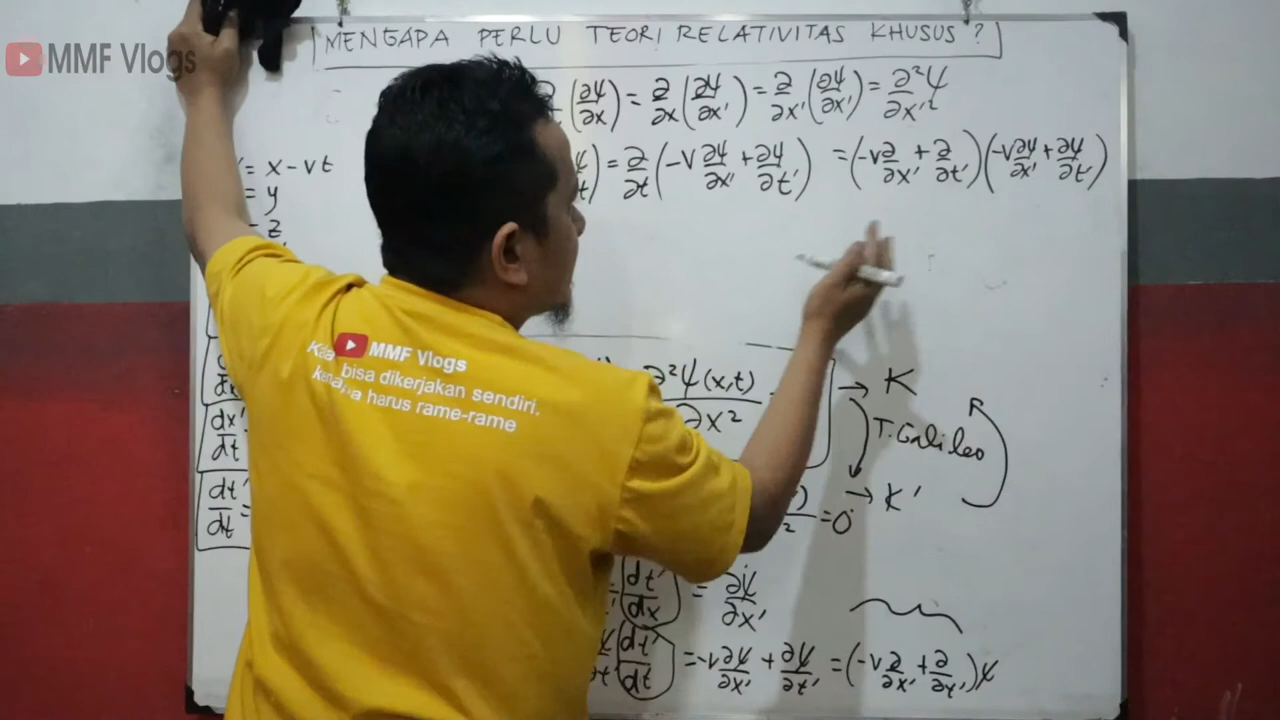 MMF Vlogs
MENGAPA PERLU TEORI RELATIVITAS KHUSUS ?
(∂ψ/∂x) = ∂/∂x (∂ψ/∂x') = ∂/∂x' (∂ψ/∂x') = ∂²ψ/∂x'²
= ∂/∂t (-v ∂ψ/∂x' + ∂ψ/∂t') = (-v ∂/∂x' + ∂/∂t') (-v ∂ψ/∂x' + ∂ψ/∂t')
= x - vt
= y
= z
∂²ψ(x,t)/∂x² → K
T. Galileo
→ K'
= 0
dx'/dt
dt'/dt =
dt'/dx = ∂ψ/∂x'
dt'/dt = -v ∂ψ/∂x' + ∂ψ/∂t' = (-v ∂/∂x' + ∂/∂t') ψ
MMF Vlogs
bisa dikerjakan sendiri.
harus rame-rame